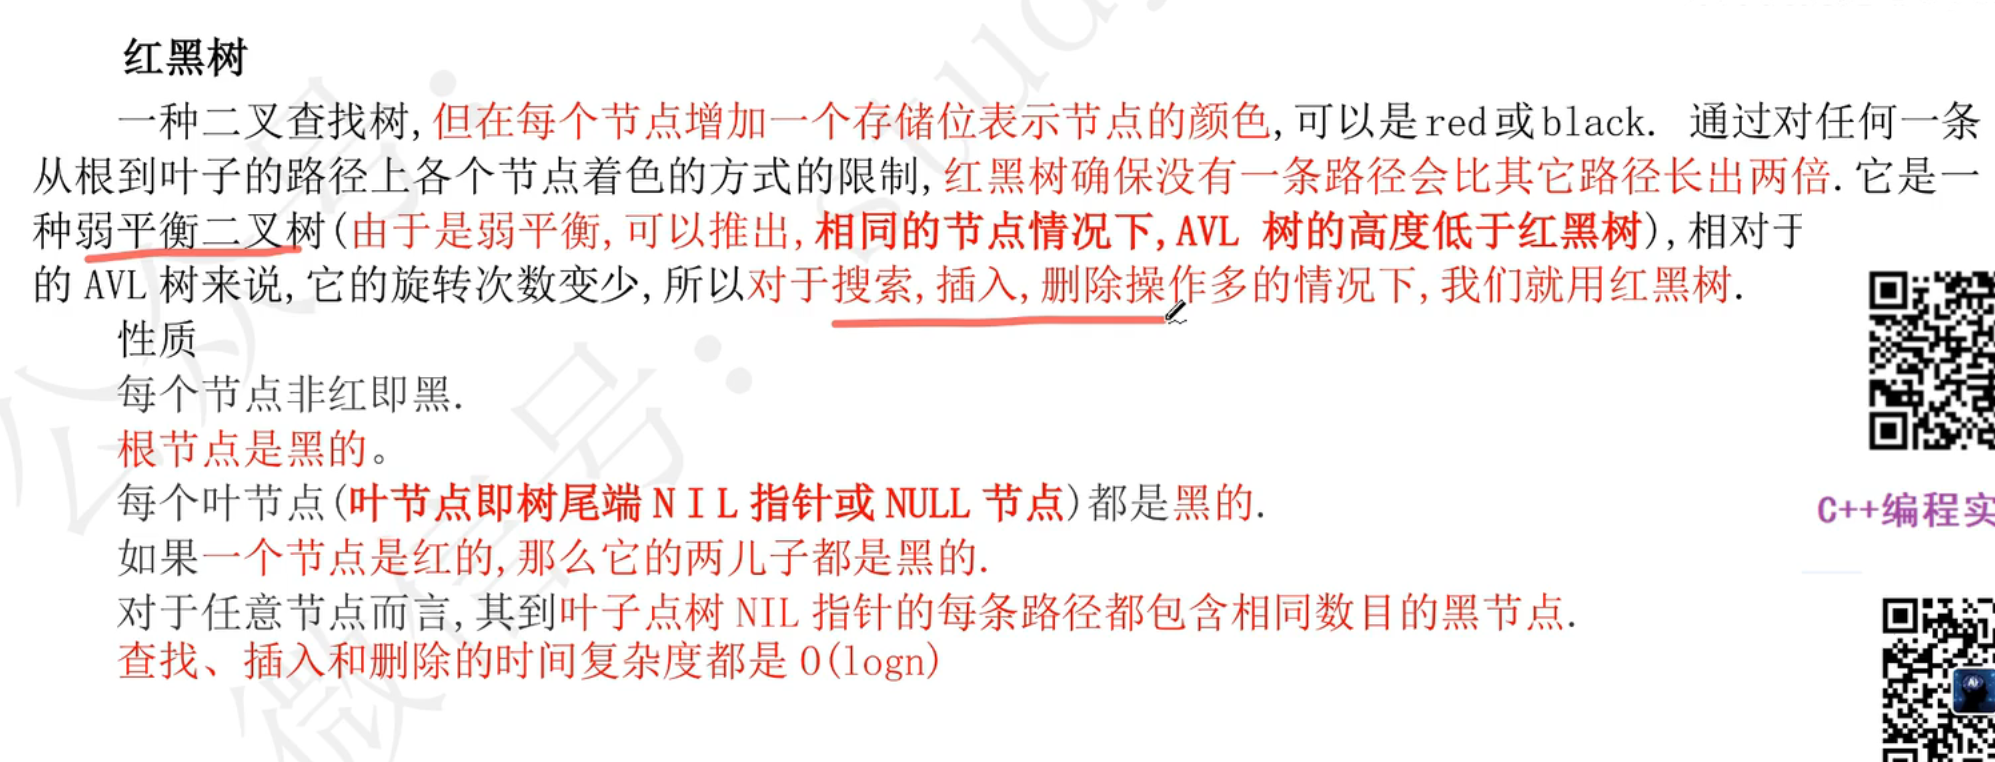 红黑树
一种二叉查找树,但在每个节点增加一个存储位表示节点的颜色,可以是red或black. 通过对任何一条
从根到叶子的路径上各个节点着色的方式的限制,红黑树确保没有一条路径会比其它路径长出两倍.它是一
种弱平衡二叉树(由于是弱平衡,可以推出,相同的节点情况下,AVL 树的高度低于红黑树),相对于
的 AVL 树来说,它的旋转次数变少,所以对于搜索,插入,删除操作多的情况下,我们就用红黑树.
性质
每个节点非红即黑.
根节点是黑的。
每个叶节点(叶节点即树尾端NIL指针或NULL节点)都是黑的.
C++编程实
如果一个节点是红的,那么它的两儿子都是黑的.
对于任意节点而言,其到叶子点树 NIL 指针的每条路径都包含相同数目的黑节点.
查找、插入和删除的时间复杂度都是 O(logn)
公众号:
微信号: stud